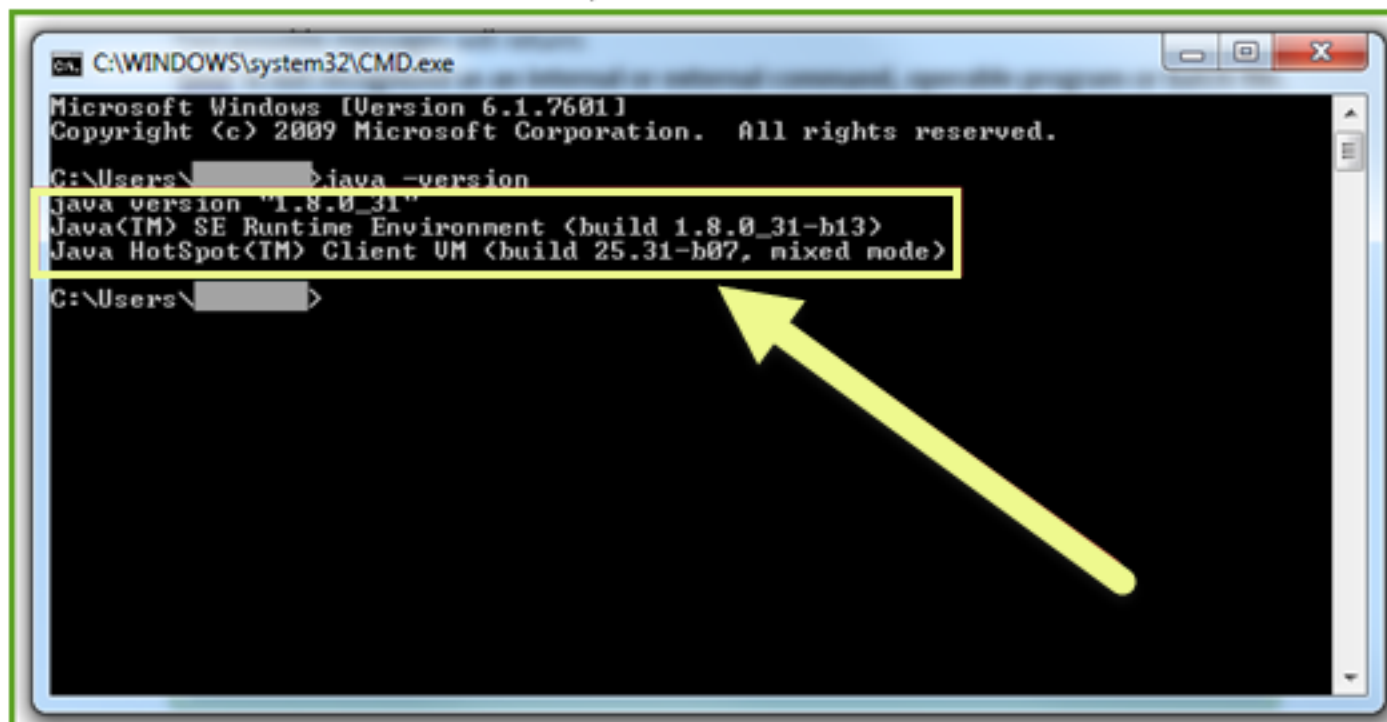 C:\WINDOWS\system32\CMD.exe
Microsoft Windows [Version 6.1.7601]
Copyright (c) 2009 Microsoft Corporation.  All rights reserved.
C:\Users\ >java -version
java version "1.8.0_31"
Java(TM) SE Runtime Environment (build 1.8.0_31-b13)
Java HotSpot(TM) Client VM (build 25.31-b07, mixed mode)
C:\Users\ >